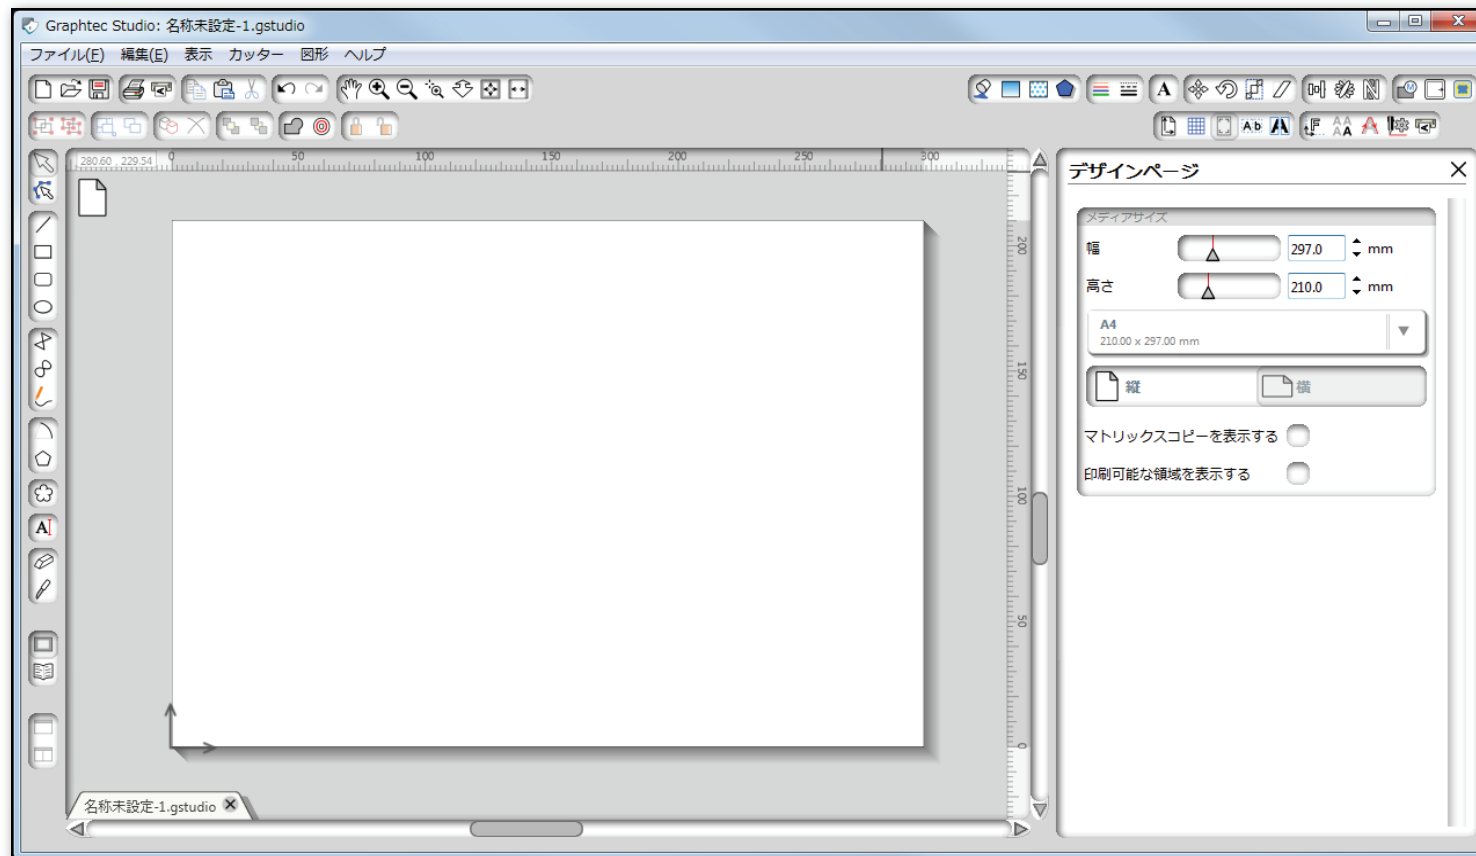 Graphtec Studio: 名称未設定-1.gstudio
ファイル(F) 編集(E) 表示 カッター 図形 ヘルプ
280.60 , 229.54
0 50 100 150 200 250 300
200
150
100
50
0
名称未設定-1.gstudio
デザインページ
メディアサイズ
幅 297.0 mm
高さ 210.0 mm
A4
210.00 x 297.00 mm
縦 横
マトリックスコピーを表示する
印刷可能な領域を表示する